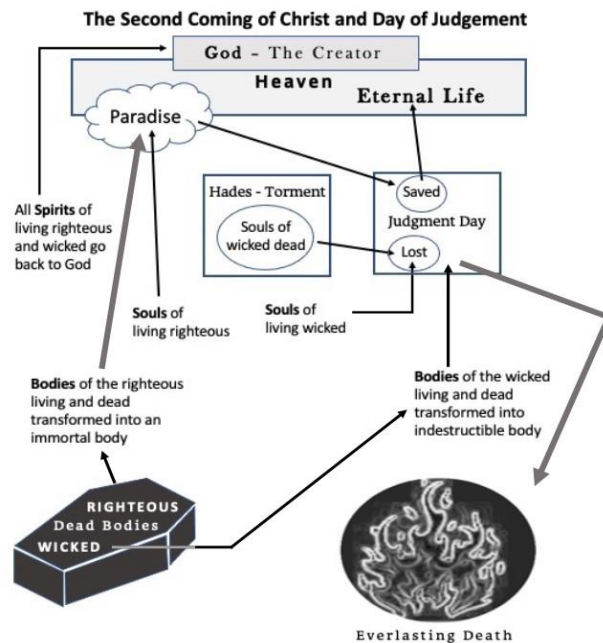 The Second Coming of Christ and Day of Judgement
God – The Creator
Heaven
Eternal Life
Paradise
All Spirits of
living righteous
and wicked go
back to God
Hades - Torment
Souls of
wicked dead
Saved
Judgment Day
Lost
Souls of
living righteous
Souls of
living wicked
Bodies of the righteous
living and dead
transformed into an
immortal body
Bodies of the wicked
living and dead
transformed into
indestructible body
RIGHTEOUS
Dead Bodies
WICKED
Everlasting Death